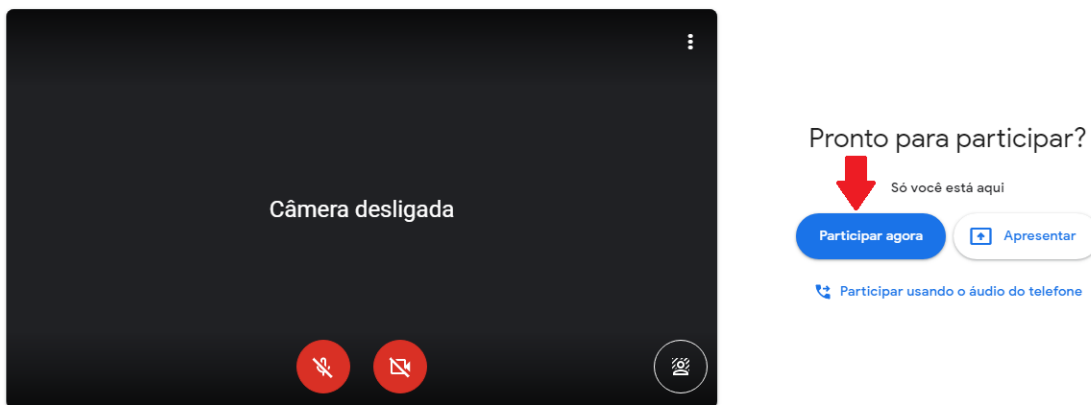 Câmera desligada
Pronto para participar?
Só você está aqui
Participar agora
Apresentar
Participar usando o áudio do telefone